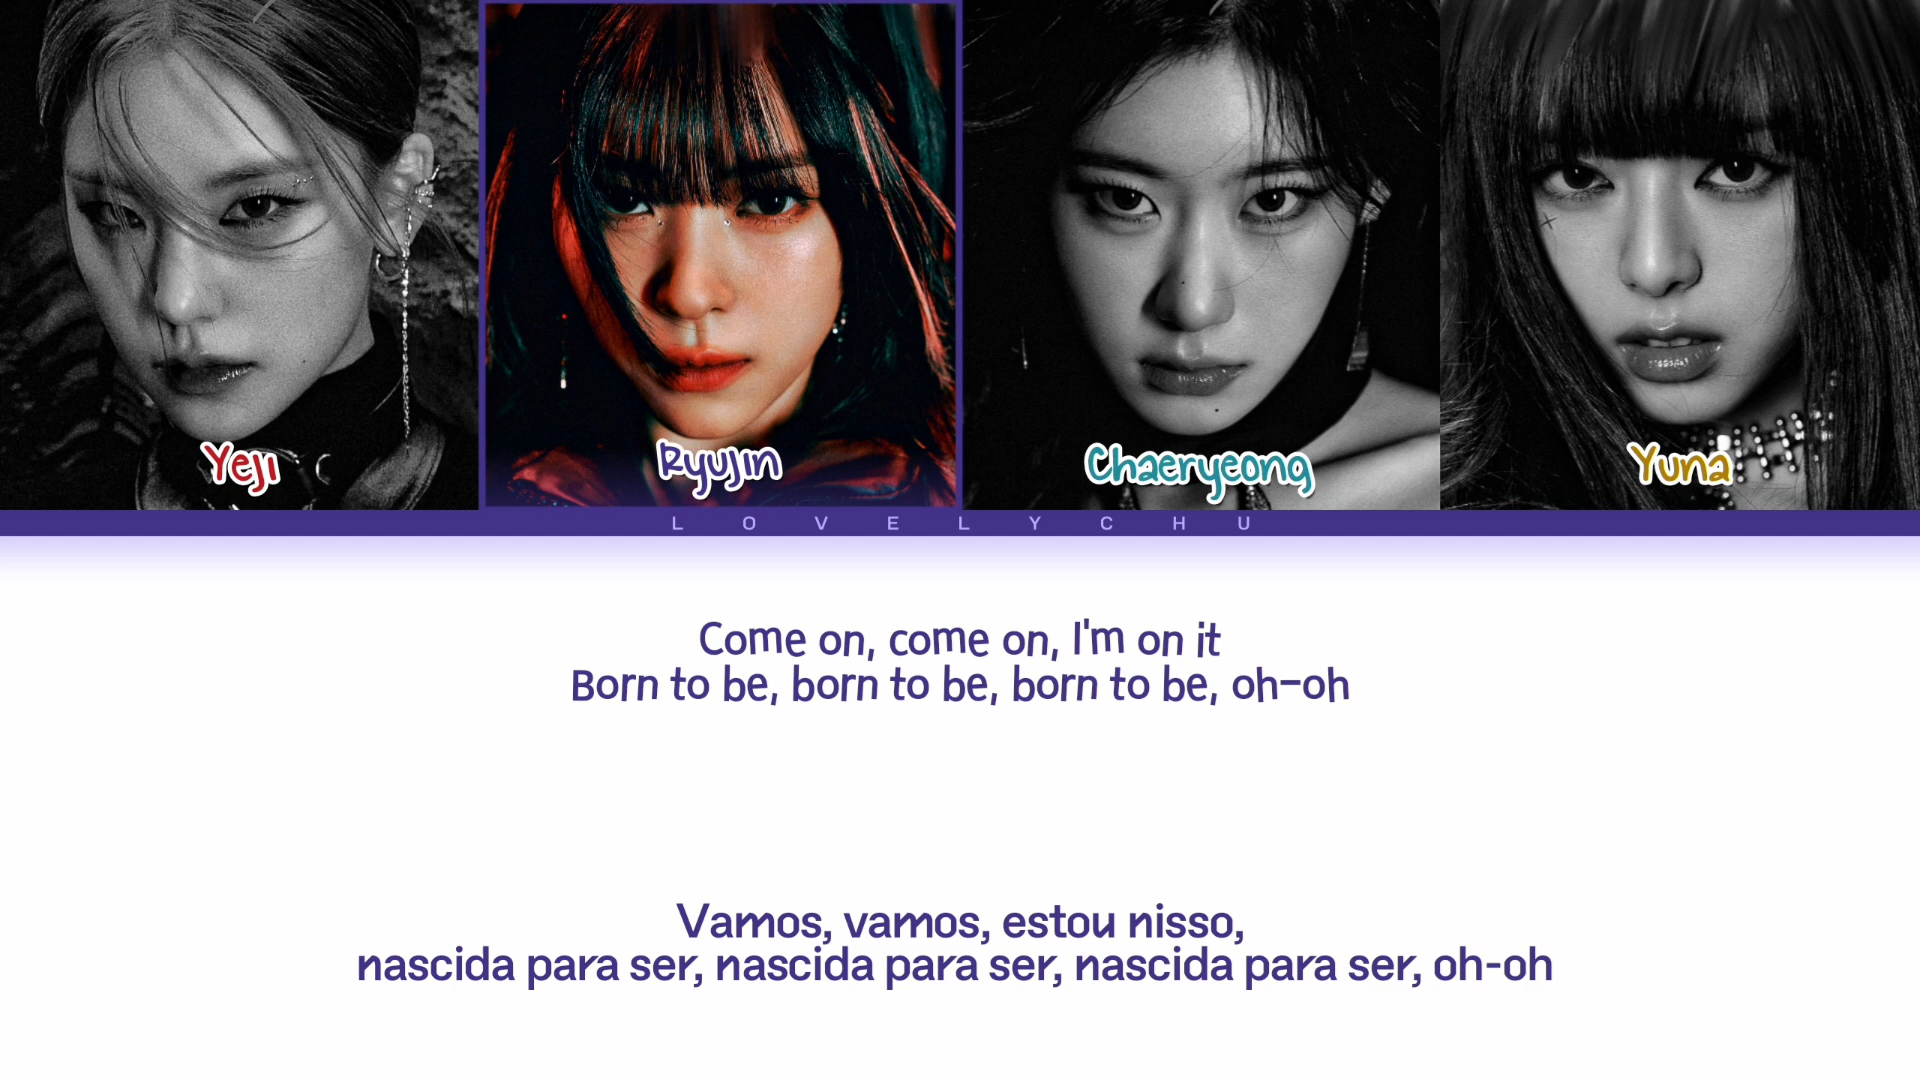 Yeji
Ryujin
Chaeryeong
Yuna
LOVELYCHU
Come on, come on, I'm on it
Born to be, born to be, born to be, oh-oh
Vamos, vamos, estou nisso,
nascida para ser, nascida para ser, nascida para ser, oh-oh